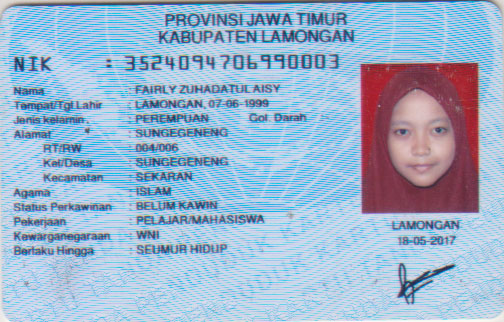 PROVINSI JAWA TIMUR
KABUPATEN LAMONGAN
NIK : 3524094706990003
Nama : FAIRLY ZUHADATUL AISY
Tempat/Tgl Lahir : LAMONGAN, 07-06-1999
Jenis kelamin : PEREMPUAN Gol. Darah :
Alamat : SUNGEGENENG
RT/RW : 004/006
Kel/Desa : SUNGEGENENG
Kecamatan : SEKARAN
Agama : ISLAM
Status Perkawinan : BELUM KAWIN
Pekerjaan : PELAJAR/MAHASISWA
Kewarganegaraan : WNI
Berlaku Hingga : SEUMUR HIDUP
LAMONGAN
18-05-2017